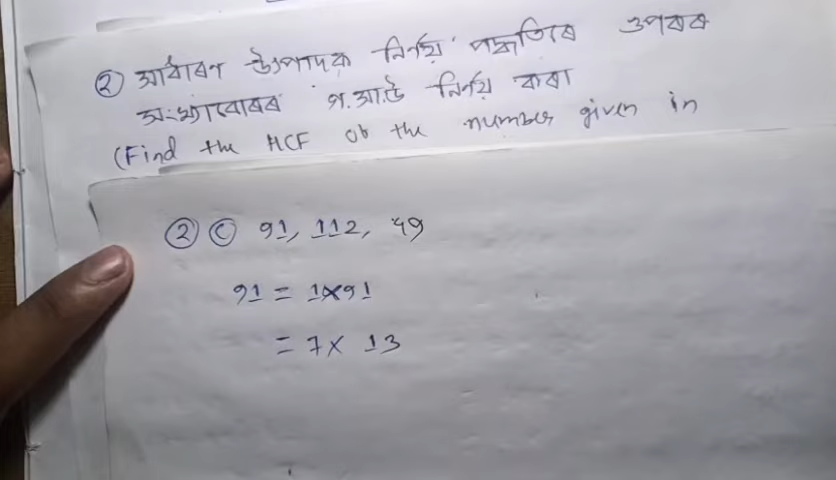 ② সাধাৰণ উৎপাদক নিৰ্ণয় পদ্ধতিৰে ওপৰৰ
সংখ্যাবোৰৰ গ.সা.উ নিৰ্ণয় কৰা
(Find the HCF of the number given in
② Ⓒ 91, 112, 49
91 = 1×91
= 7× 13